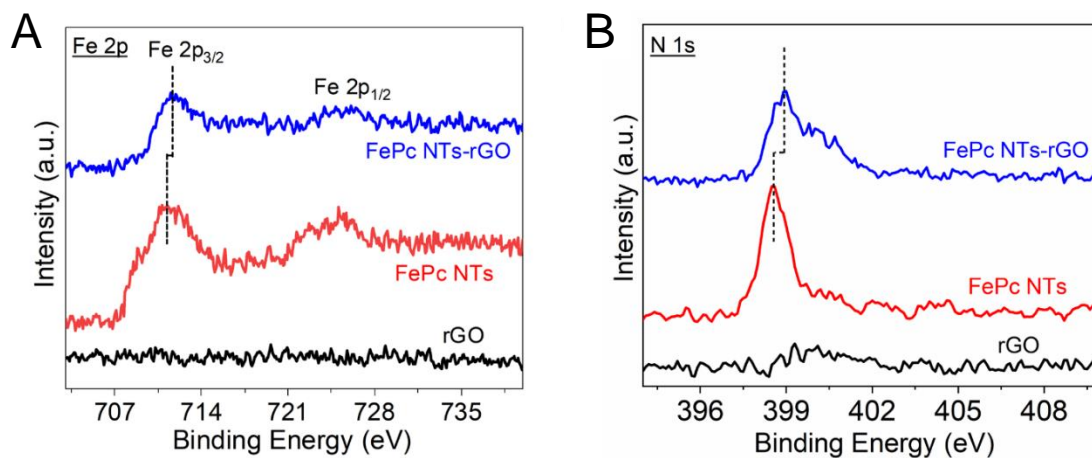 A
Fe 2p
Fe 2p3/2
Fe 2p1/2
FePc NTs-rGO
FePc NTs
rGO
Intensity (a.u.)
707 714 721 728 735
Binding Energy (eV)
B
N 1s
FePc NTs-rGO
FePc NTs
rGO
Intensity (a.u.)
396 399 402 405 408
Binding Energy (eV)